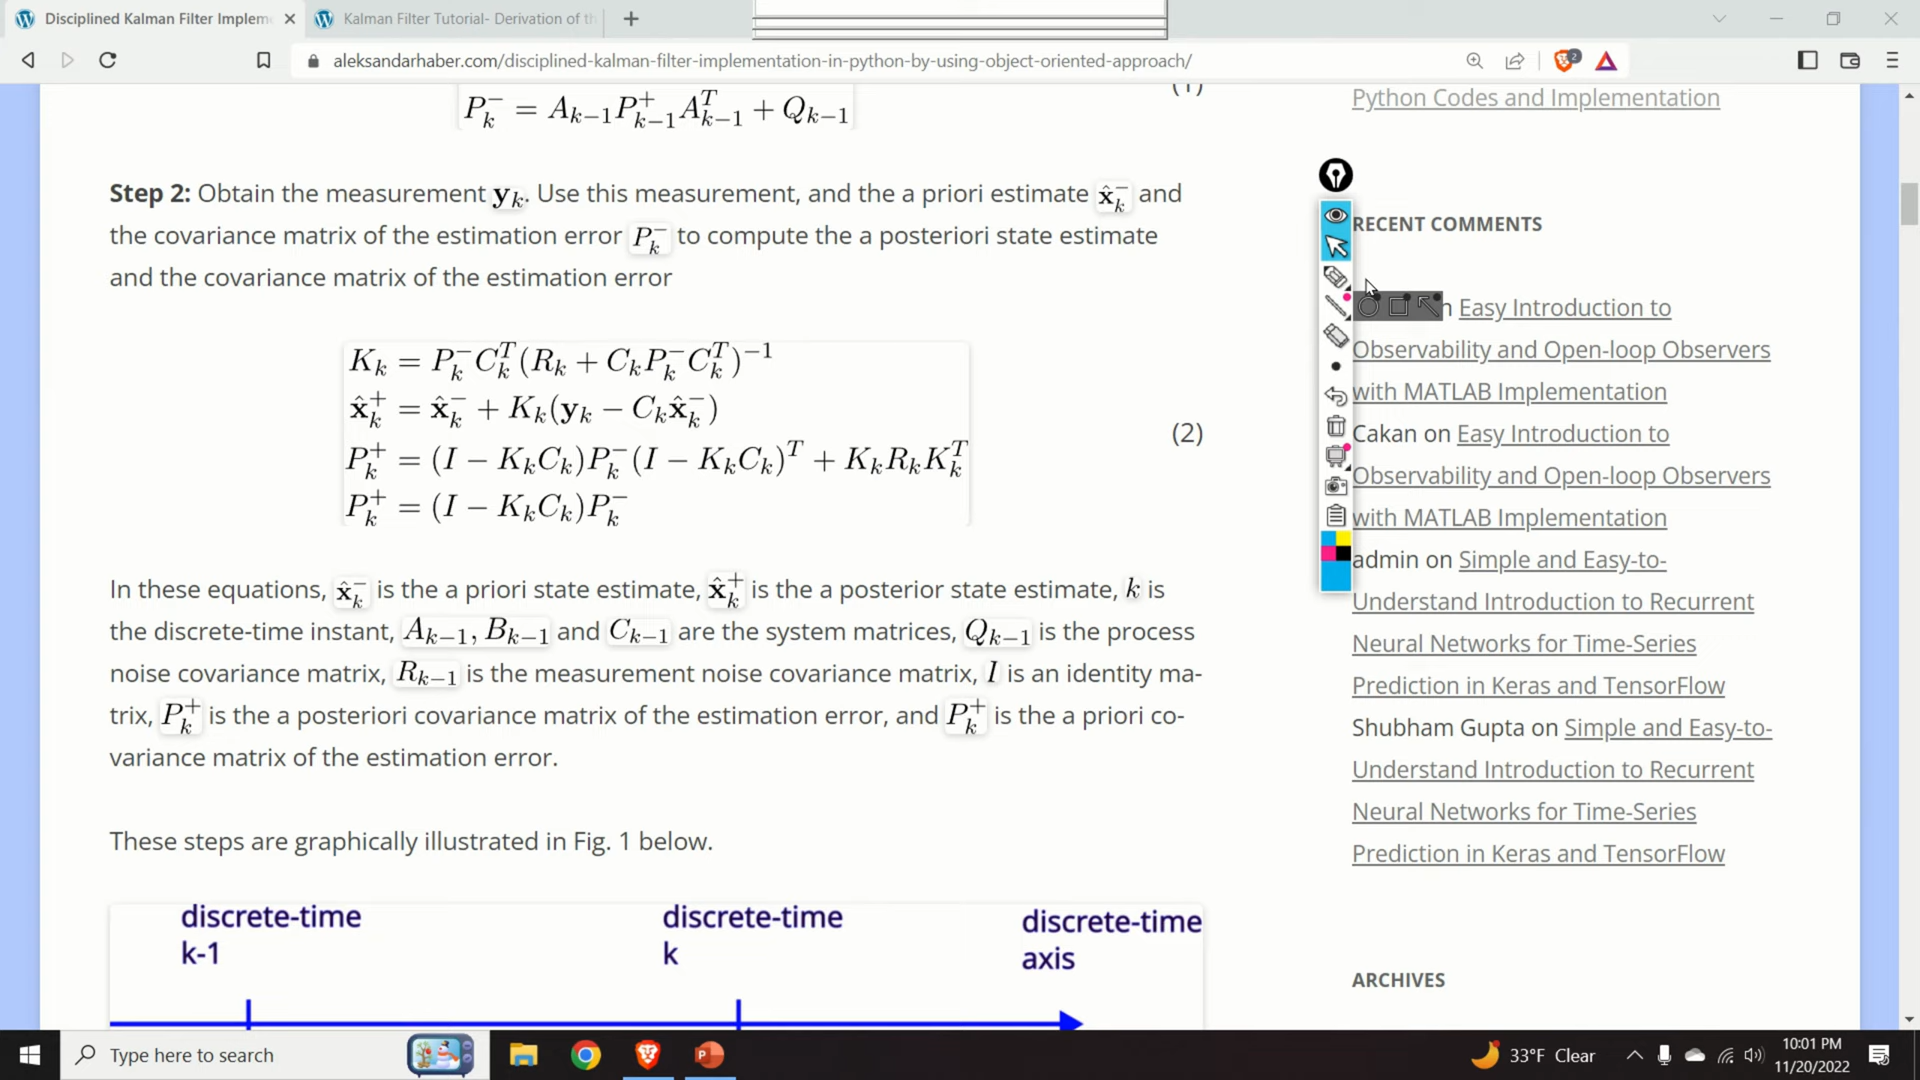 Disciplined Kalman Filter Implem
Kalman Filter Tutorial- Derivation of th
aleksandarhaber.com/disciplined-kalman-filter-implementation-in-python-by-using-object-oriented-approach/
2
P_k^- = A_{k-1} P_{k-1}^+ A_{k-1}^T + Q_{k-1}
(1)
Step 2: Obtain the measurement y_k. Use this measurement, and the a priori estimate x̂_k^- and
the covariance matrix of the estimation error P_k^- to compute the a posteriori state estimate
and the covariance matrix of the estimation error
K_k = P_k^- C_k^T (R_k + C_k P_k^- C_k^T)^{-1}
x̂_k^+ = x̂_k^- + K_k(y_k − C_k x̂_k^-)
P_k^+ = (I − K_k C_k)P_k^-(I − K_k C_k)^T + K_k R_k K_k^T
P_k^+ = (I − K_k C_k)P_k^-
(2)
In these equations, x̂_k^- is the a priori state estimate, x̂_k^+ is the a posterior state estimate, k is
the discrete-time instant, A_{k-1}, B_{k-1} and C_{k-1} are the system matrices, Q_{k-1} is the process
noise covariance matrix, R_{k-1} is the measurement noise covariance matrix, I is an identity ma-
trix, P_k^+ is the a posteriori covariance matrix of the estimation error, and P_k^+ is the a priori co-
variance matrix of the estimation error.
These steps are graphically illustrated in Fig. 1 below.
discrete-time
k-1
discrete-time
k
discrete-time
axis
Python Codes and Implementation
RECENT COMMENTS
Easy Introduction to
Observability and Open-loop Observers
with MATLAB Implementation
Cakan on Easy Introduction to
Observability and Open-loop Observers
with MATLAB Implementation
admin on Simple and Easy-to-
Understand Introduction to Recurrent
Neural Networks for Time-Series
Prediction in Keras and TensorFlow
Shubham Gupta on Simple and Easy-to-
Understand Introduction to Recurrent
Neural Networks for Time-Series
Prediction in Keras and TensorFlow
ARCHIVES
Type here to search
33°F Clear
10:01 PM
11/20/2022